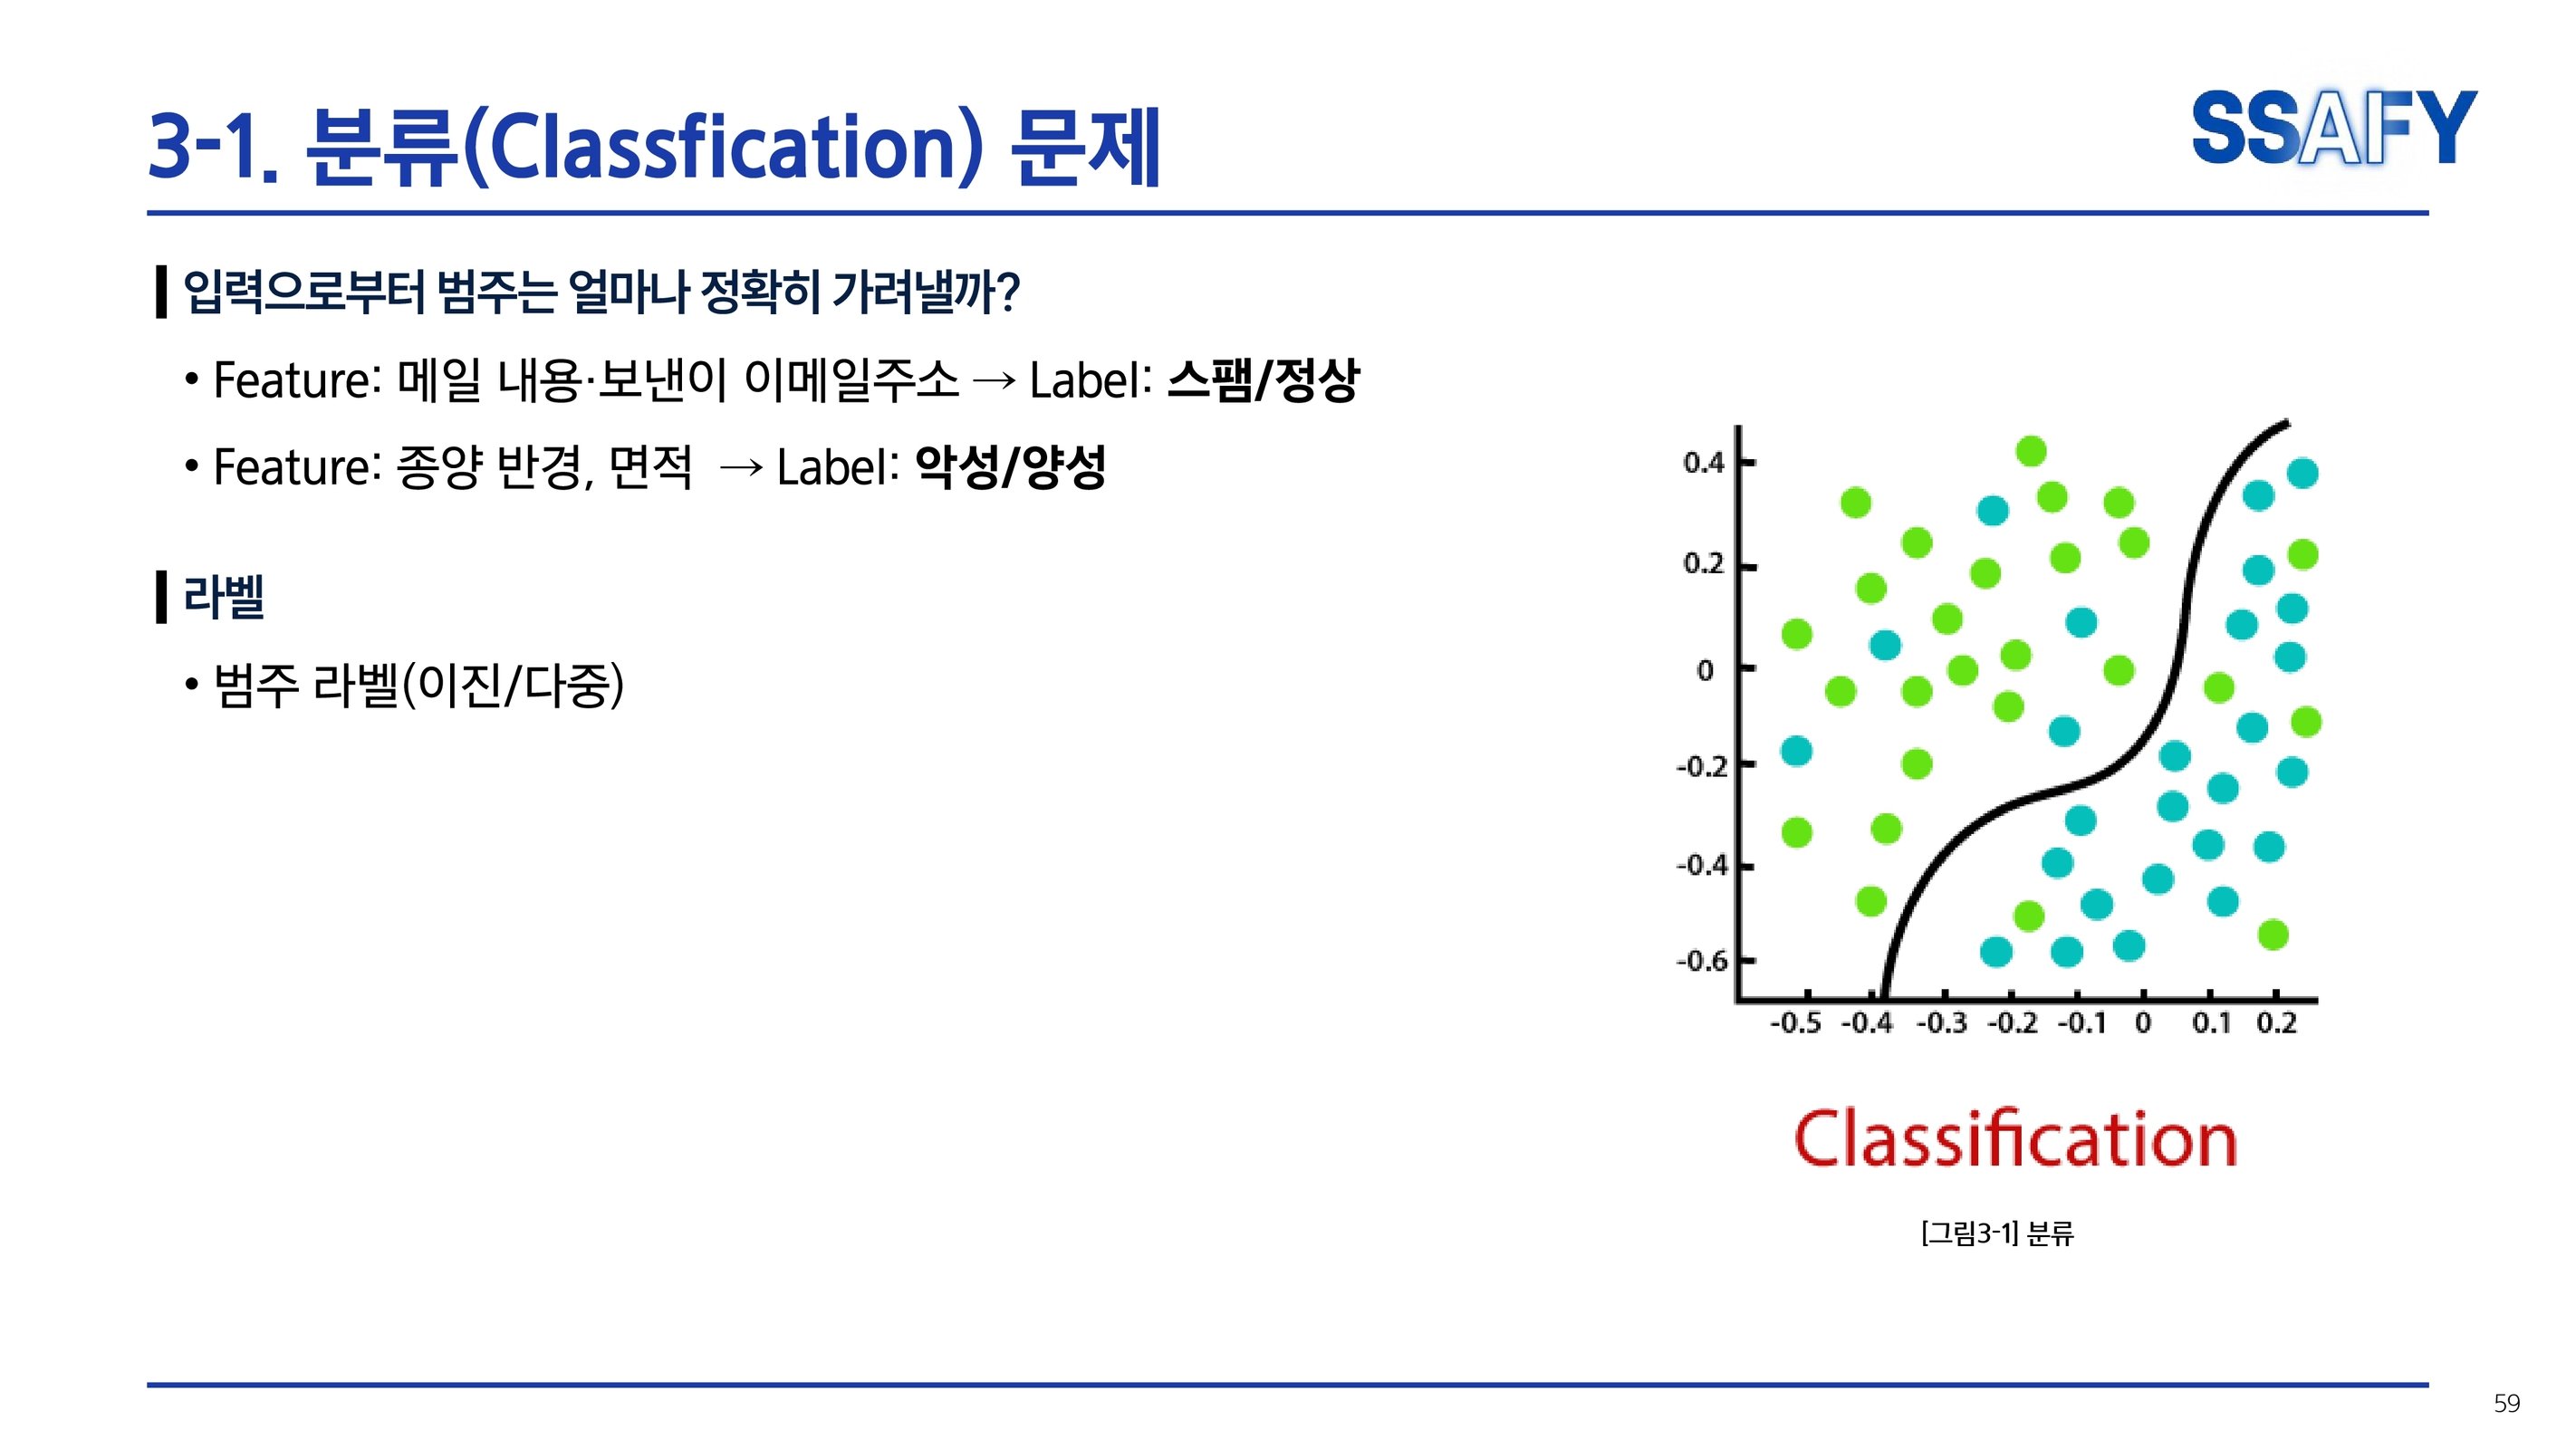 3-1. 분류(Classfication) 문제
SSAFY
입력으로부터 범주는 얼마나 정확히 가려낼까?
• Feature: 메일 내용·보낸이 이메일주소 → Label: 스팸/정상
• Feature: 종양 반경, 면적 → Label: 악성/양성
라벨
• 범주 라벨(이진/다중)
0.4
0.2
0
-0.2
-0.4
-0.6
-0.5 -0.4 -0.3 -0.2 -0.1 0 0.1 0.2
Classification
[그림3-1] 분류
59